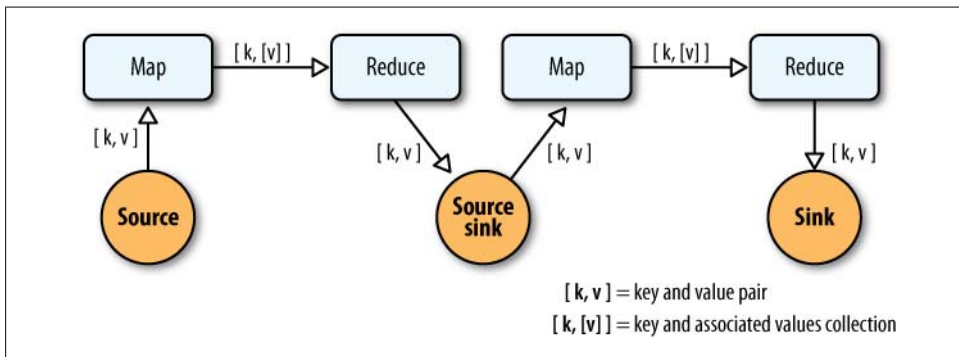 Map
[ k, [v] ]
Reduce
Map
[ k, [v] ]
Reduce
[ k, v ]
[ k, v ]
[ k, v ]
[ k, v ]
Source
Source
sink
Sink
[ k, v ] = key and value pair
[ k, [v] ] = key and associated values collection